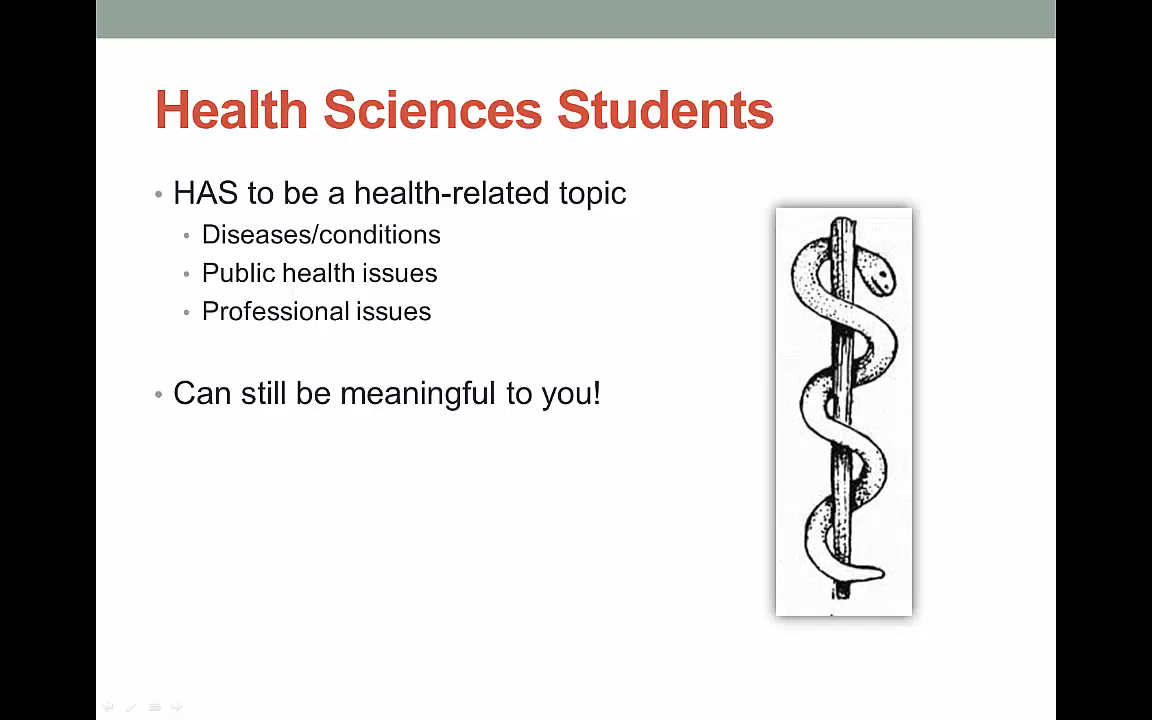 Health Sciences Students
• HAS to be a health-related topic
• Diseases/conditions
• Public health issues
• Professional issues
• Can still be meaningful to you!